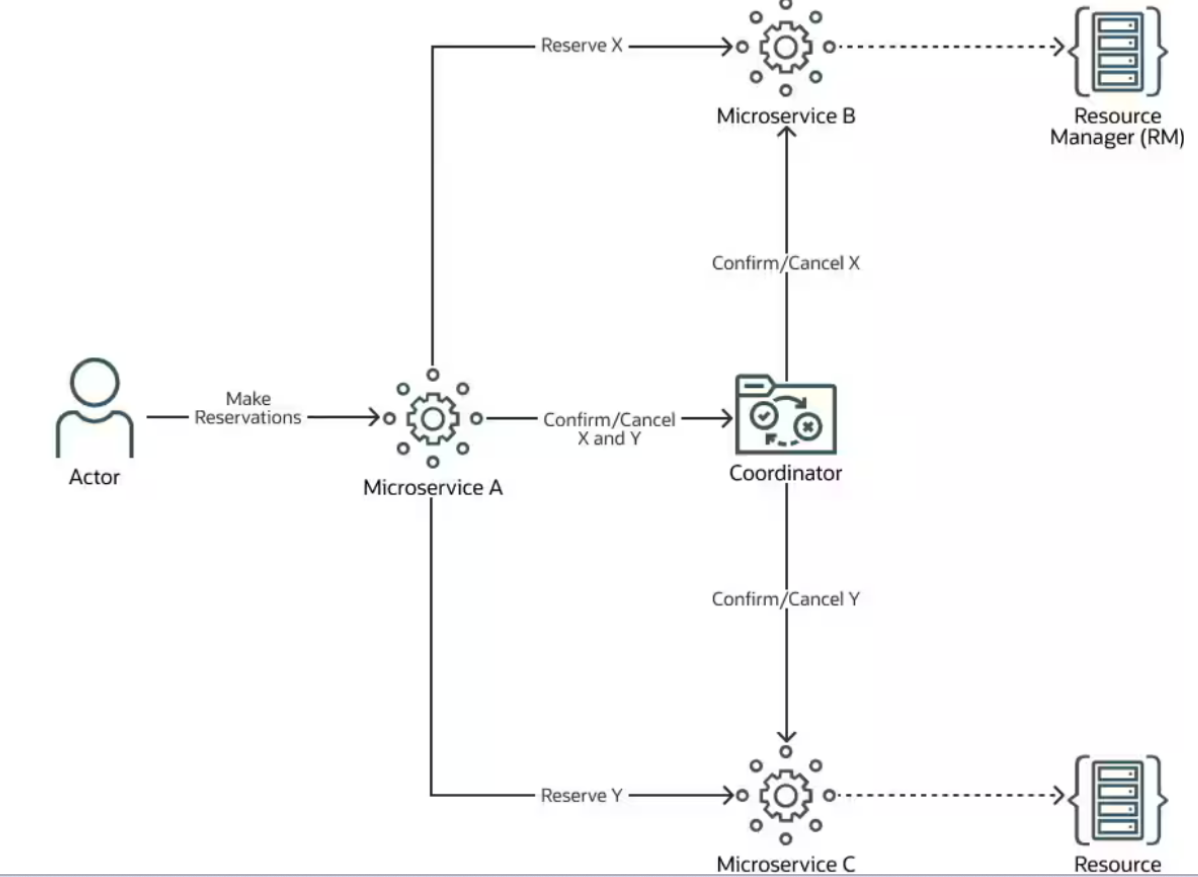 Reserve X
Microservice B
Resource
Manager (RM)
Confirm/Cancel X
Make
Reservations
Confirm/Cancel
X and Y
Actor
Microservice A
Coordinator
Confirm/Cancel Y
Reserve Y
Microservice C
Resource